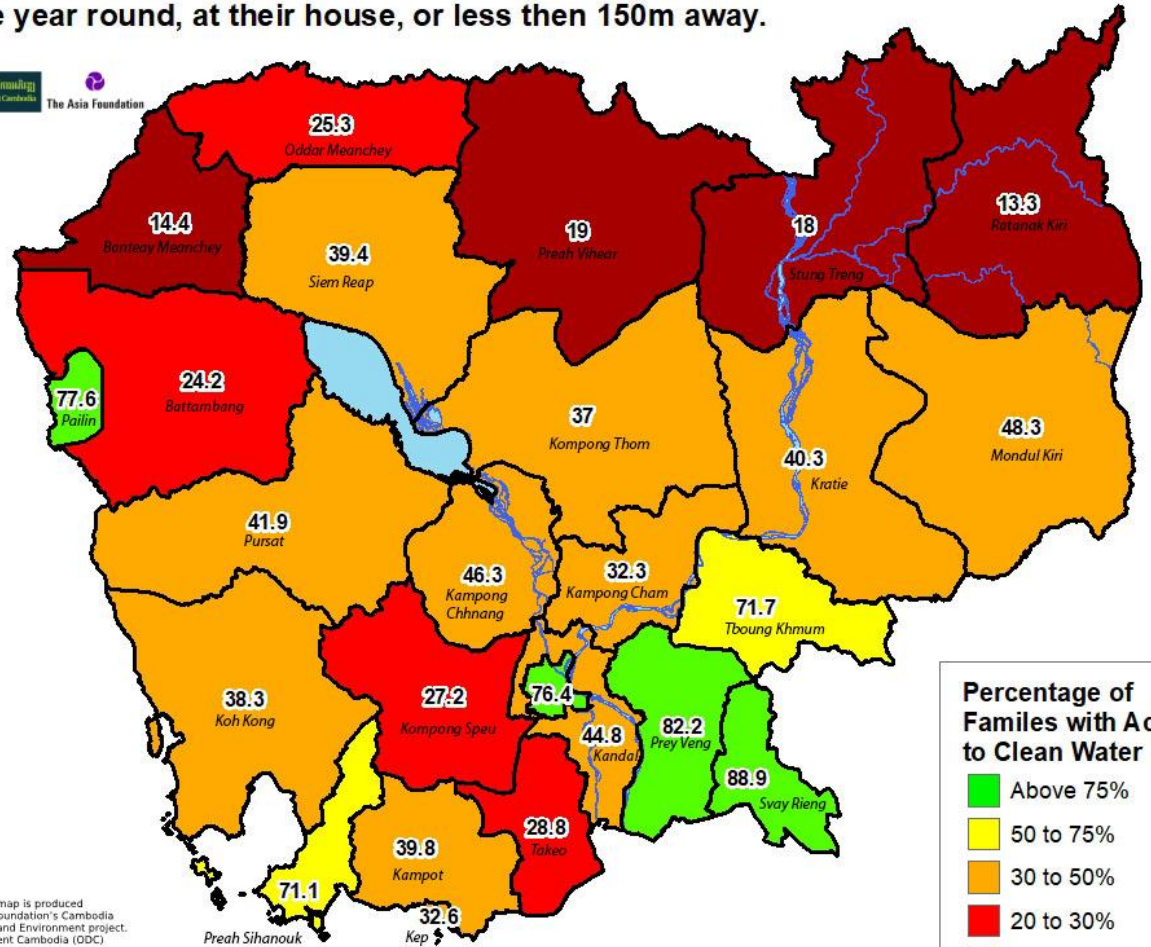 year round, at their house, or less then 150m away.
The Asia Foundation
25.3
Oddar Meanchey
14.4
Banteay Meanchey
39.4
Siem Reap
19
Preah Vihear
18
Stung Treng
13.3
Ratanak Kiri
77.6
Pailin
24.2
Battambang
37
Kompong Thom
40.3
Kratie
48.3
Mondul Kiri
41.9
Pursat
46.3
Kampong
Chhnang
32.3
Kampong Cham
71.7
Tboung Khmum
38.3
Koh Kong
27.2
Kompong Speu
76.4
44.8
Kandal
82.2
Prey Veng
88.9
Svay Rieng
28.8
Takeo
39.8
Kampot
71.1
Preah Sihanouk
32.6
Kep
Percentage of
Familes with Ac
to Clean Water
Above 75%
50 to 75%
30 to 50%
20 to 30%
map is produced
oundation's Cambodia
and Environment project.
ent Cambodia (ODC)